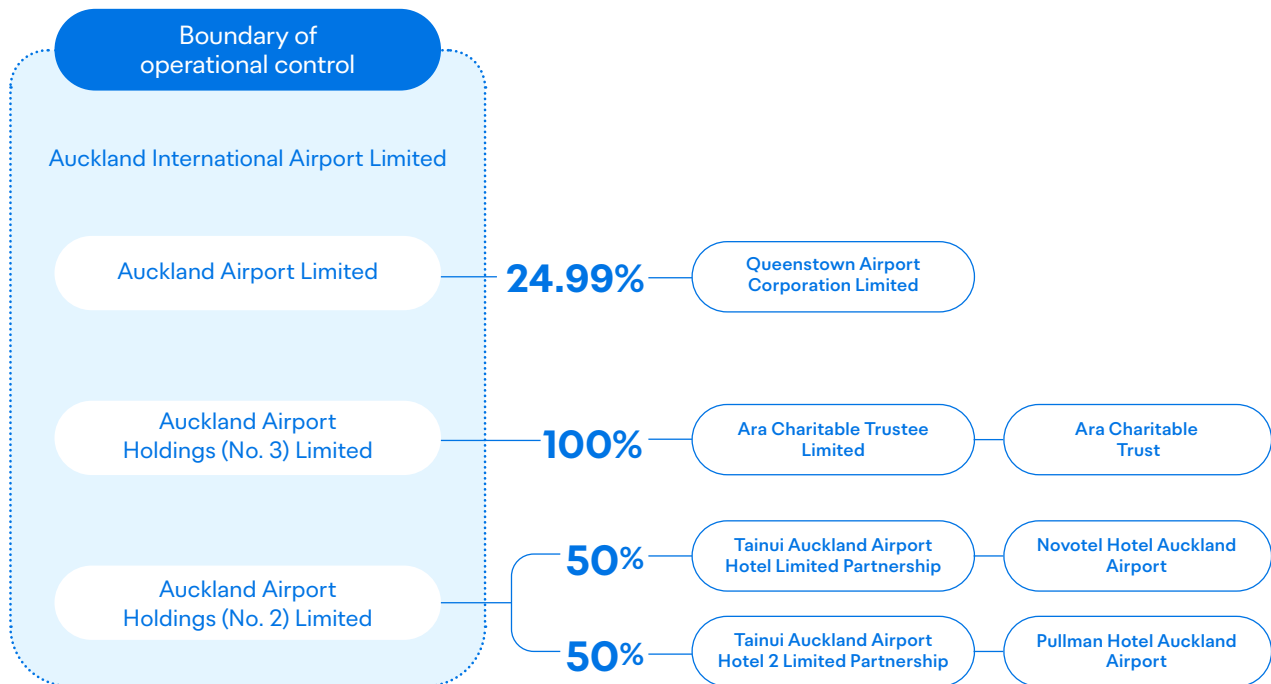 Boundary of
operational control
Auckland International Airport Limited
Auckland Airport Limited
24.99%
Queenstown Airport
Corporation Limited
Auckland Airport
Holdings (No. 3) Limited
100%
Ara Charitable Trustee
Limited
Ara Charitable
Trust
Auckland Airport
Holdings (No. 2) Limited
50%
Tainui Auckland Airport
Hotel Limited Partnership
Novotel Hotel Auckland
Airport
50%
Tainui Auckland Airport
Hotel 2 Limited Partnership
Pullman Hotel Auckland
Airport